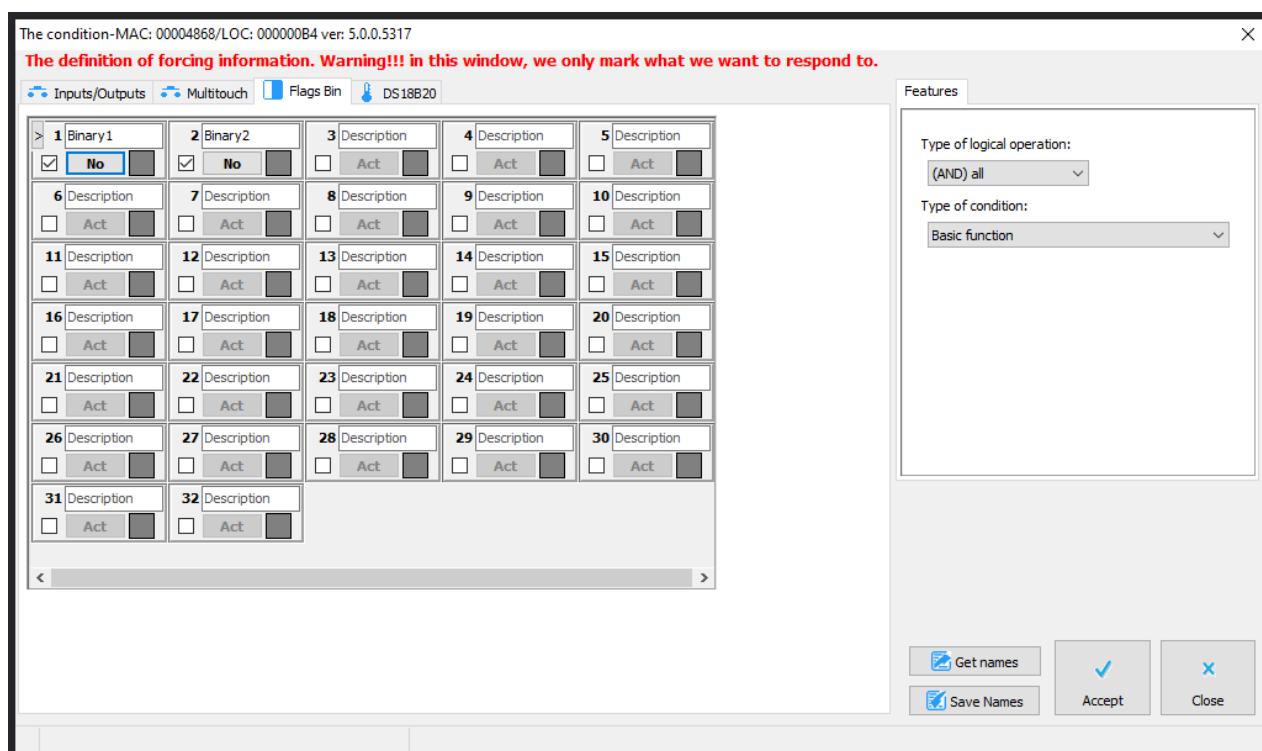 The condition-MAC: 00004868/LOC: 000000B4 ver: 5.0.0.5317
The definition of forcing information. Warning!!! in this window, we only mark what we want to respond to.
Inputs/Outputs Multitouch Flags Bin DS18B20
> 1 Binary1 2 Binary2 3 Description 4 Description 5 Description
No No Act Act Act
6 Description 7 Description 8 Description 9 Description 10 Description
Act Act Act Act Act
11 Description 12 Description 13 Description 14 Description 15 Description
Act Act Act Act Act
16 Description 17 Description 18 Description 19 Description 20 Description
Act Act Act Act Act
21 Description 22 Description 23 Description 24 Description 25 Description
Act Act Act Act Act
26 Description 27 Description 28 Description 29 Description 30 Description
Act Act Act Act Act
31 Description 32 Description
Act Act
Features
Type of logical operation:
(AND) all
Type of condition:
Basic function
Get names
Save Names
Accept
Close